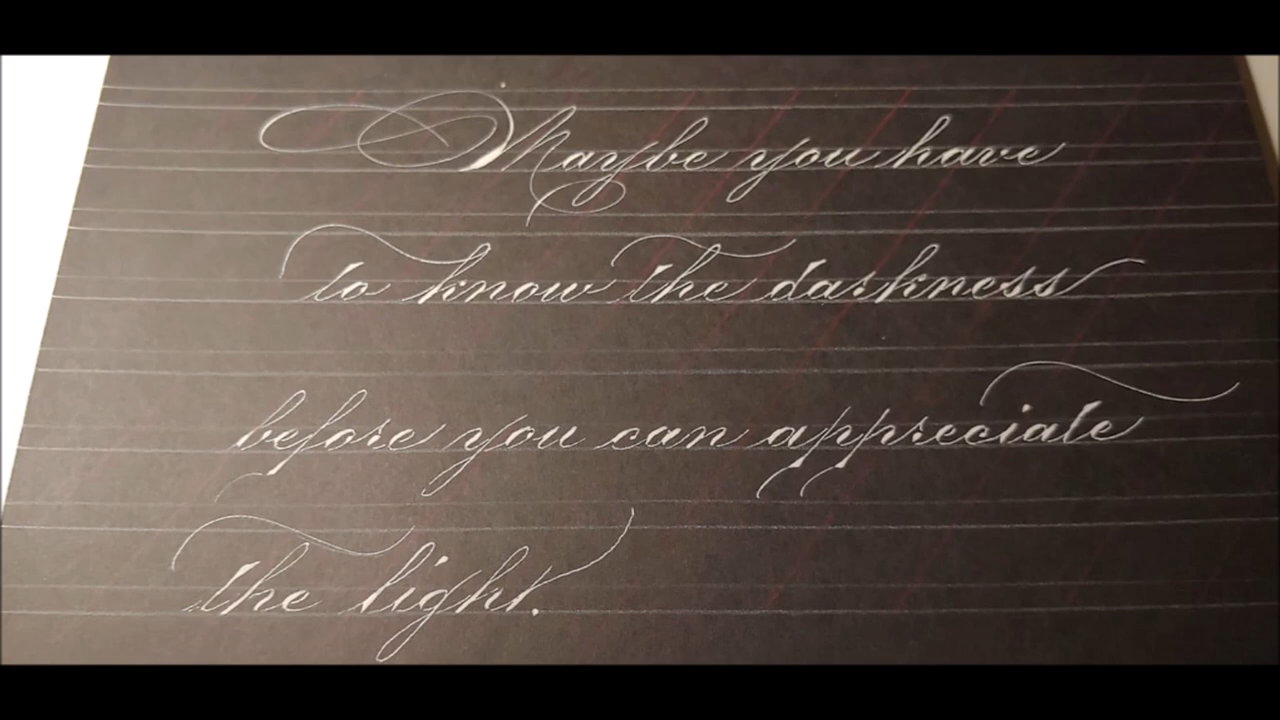 Maybe you have
to know the darkness
before you can appreciate
the light.